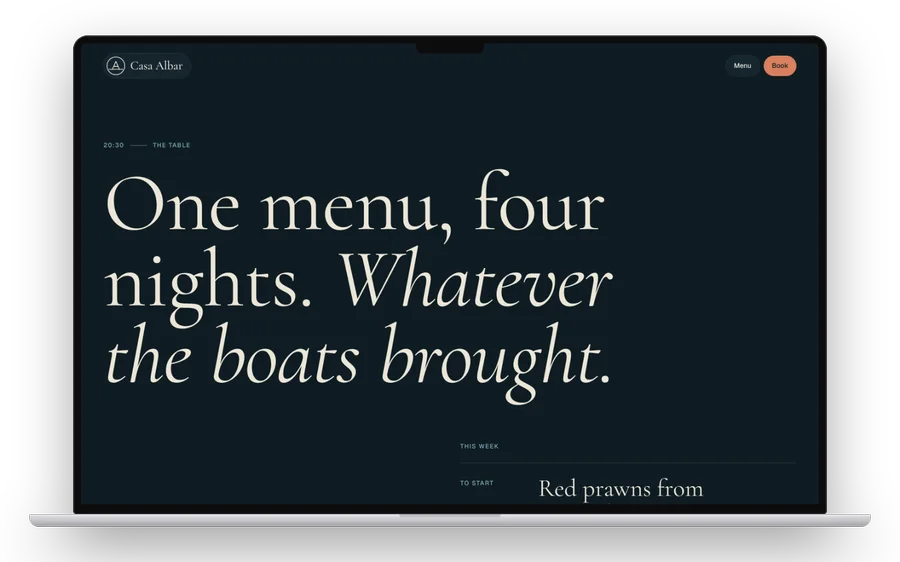 A Casa Albar
Menu
Book
20:30 — THE TABLE
One menu, four
nights. Whatever
the boats brought.
THIS WEEK
TO START
Red prawns from